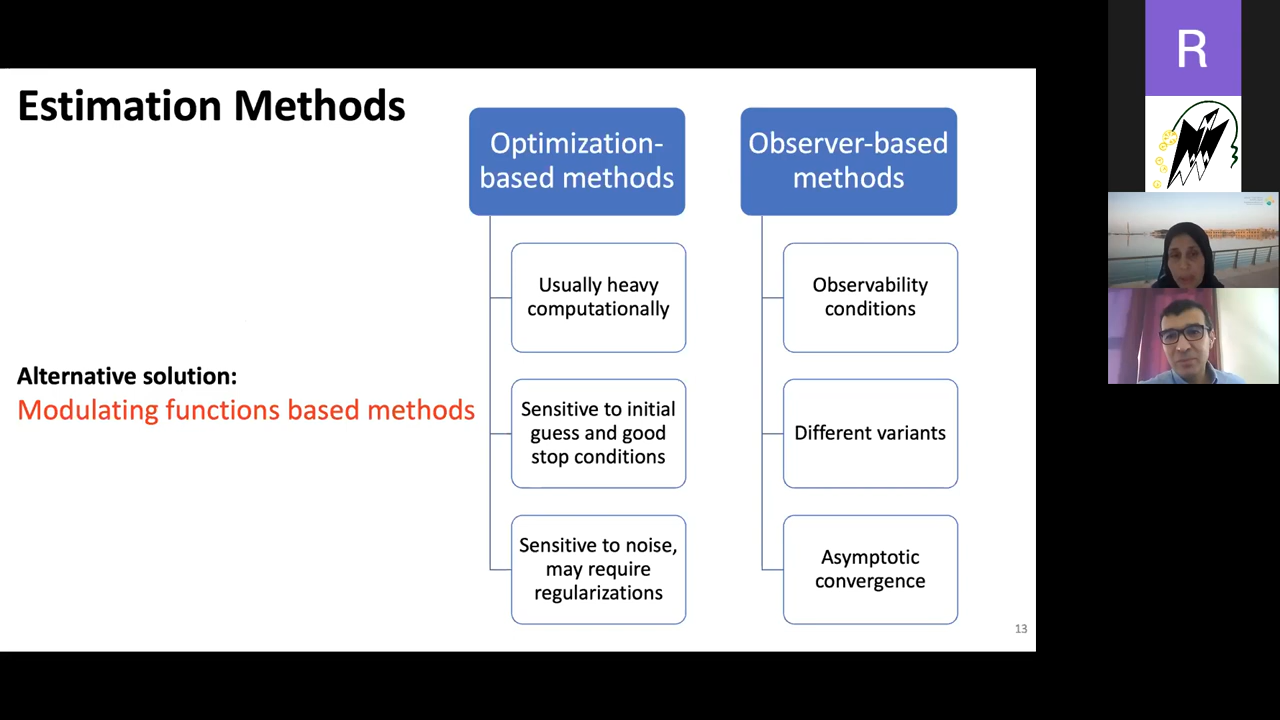 Estimation Methods
Optimization-
based methods
Usually heavy
computationally
Sensitive to initial
guess and good
stop conditions
Sensitive to noise,
may require
regularizations
Observer-based
methods
Observability
conditions
Different variants
Asymptotic
convergence
Alternative solution:
Modulating functions based methods
13
R